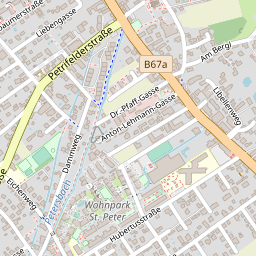 baumerstraße
Liebengasse
Petrifelderstraße
B67a
Am Bergl
Dr.-Pfaff-Gasse
Anton-Lehmann-Gasse
Libellenweg
Dammweg
Eichenweg
Petersbach
Wohnpark
St. Peter
Hubertusstraße